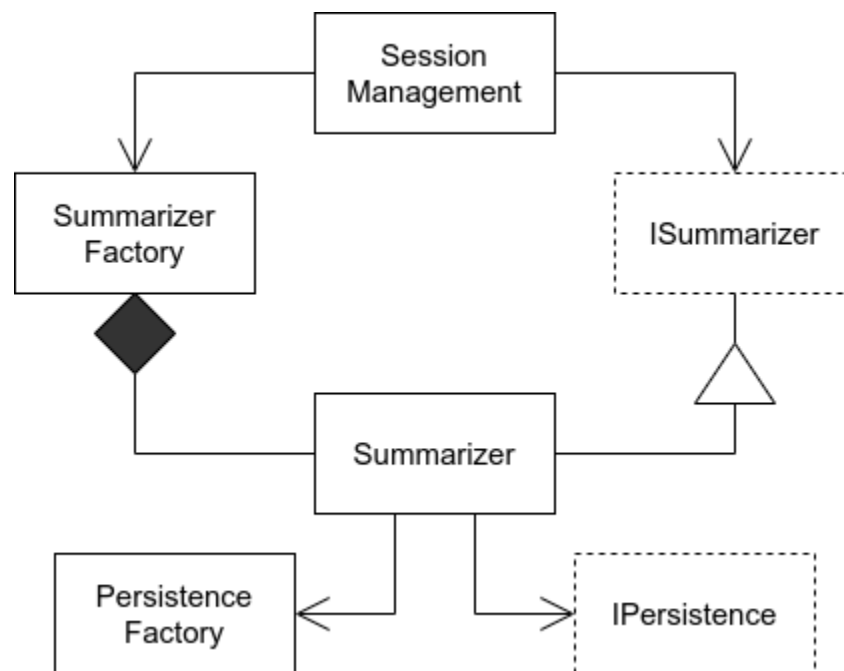 Session
Management
Summarizer
Factory
ISummarizer
Summarizer
Persistence
Factory
IPersistence